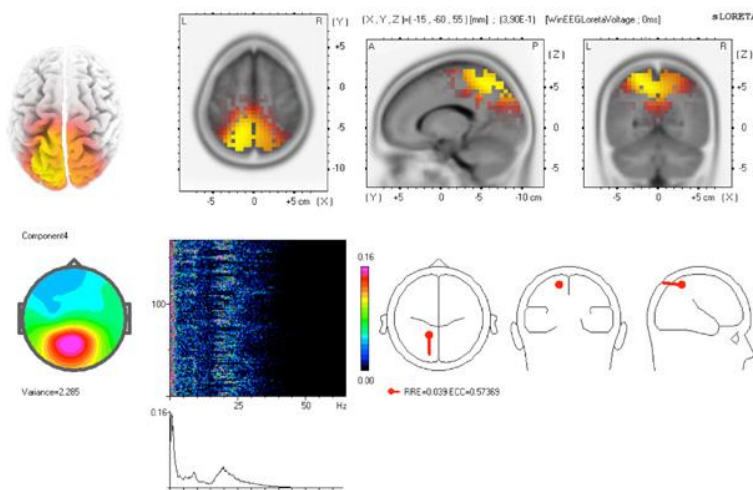 L R (Y) (X, Y, Z)=( -15, -60, 55) [mm] ; (3,90E-1) [WinEEGLoretaVoltage ; 0ms] sLORETA
A P (Z) L R (Z)
+5 +5 +5
0 0 0
-5 -5 -5
-10
-5 0 +5 cm (X) (Y) +5 0 -5 -10 cm -5 0 +5 cm (X)
Component4
0.16
100
0.00
Variance=2.285
25 50 Hz
RRE=0.039 ECC=0.57369
0.16